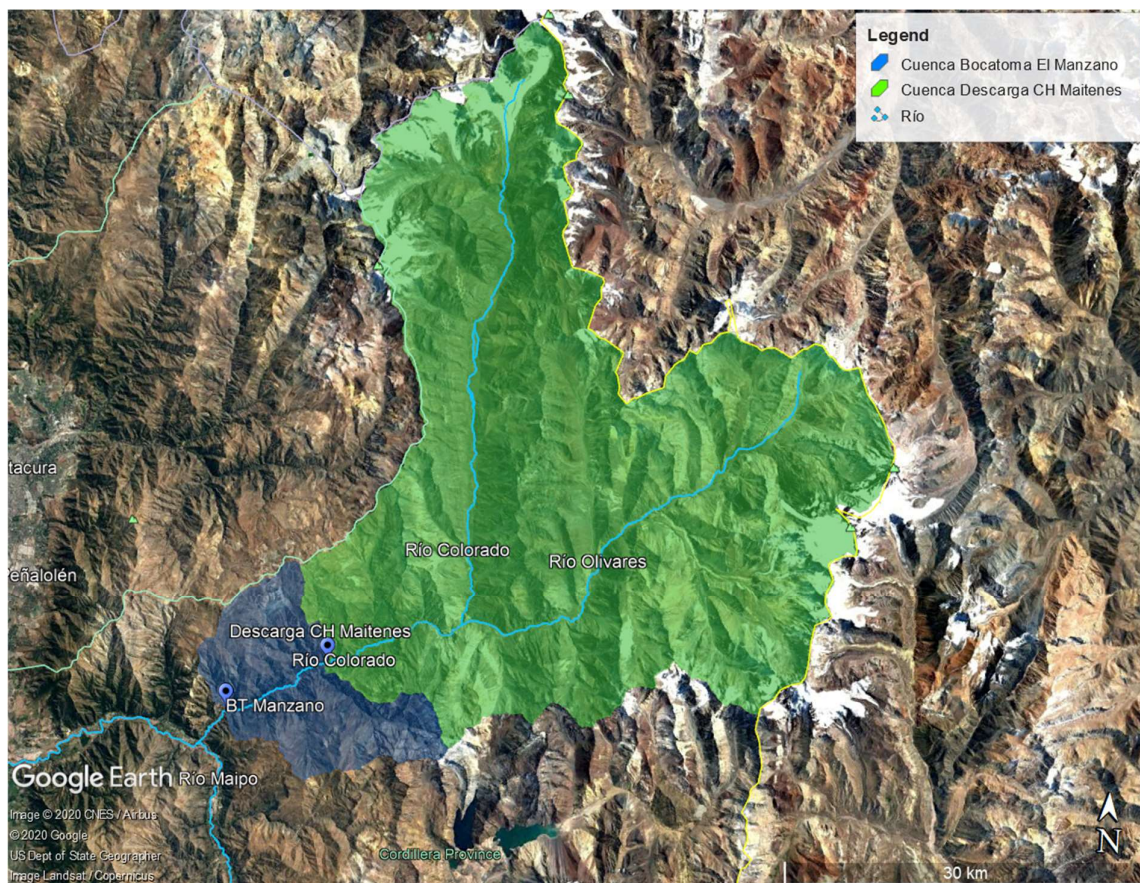 Legend
Cuenca Bocatoma El Manzano
Cuenca Descarga CH Maitenes
Río
tacura
eñalolén
Río Colorado
Río Olivares
Descarga CH Maitenes
Río Colorado
BT Manzano
Google Earth
Río Maipo
Image © 2020 CNES / Airbus
© 2020 Google
US Dept of State Geographer
Image Landsat / Copernicus
Cordillera Province
N
30 km